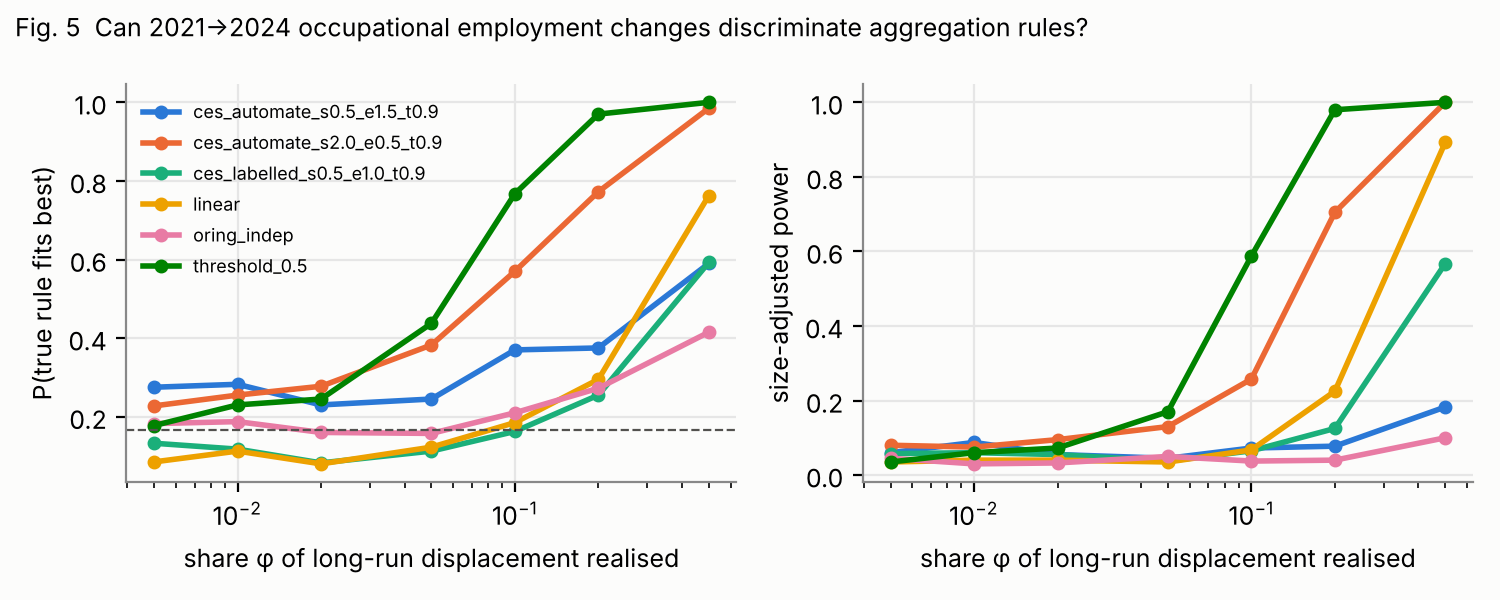 Fig. 5  Can 2021→2024 occupational employment changes discriminate aggregation rules?
P(true rule fits best)
1.0
0.8
0.6
0.4
0.2
ces_automate_s0.5_e1.5_t0.9
ces_automate_s2.0_e0.5_t0.9
ces_labelled_s0.5_e1.0_t0.9
linear
oring_indep
threshold_0.5
10⁻²
10⁻¹
share φ of long-run displacement realised
size-adjusted power
1.0
0.8
0.6
0.4
0.2
0.0
10⁻²
10⁻¹
share φ of long-run displacement realised